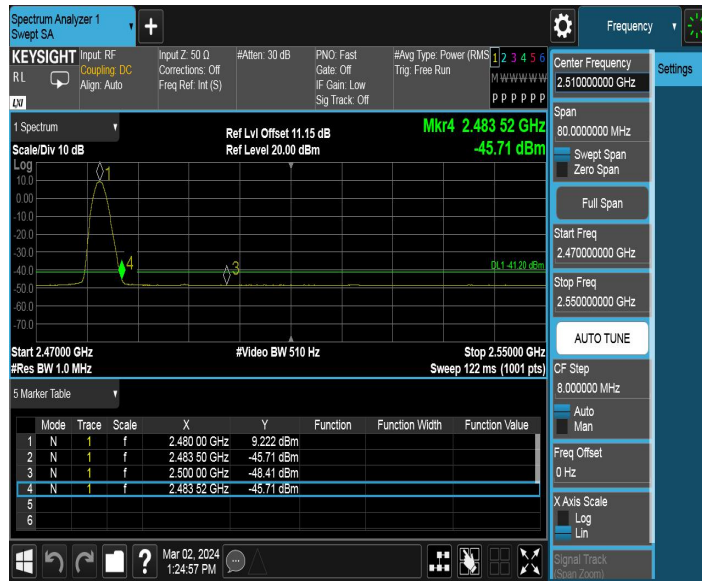 Spectrum Analyzer 1
Swept SA
+
Frequency
KEYSIGHT
RL
LXI
Input: RF
Coupling: DC
Align: Auto
Input Z: 50 Ω
Corrections: Off
Freq Ref: Int (S)
#Atten: 30 dB
PNO: Fast
Gate: Off
IF Gain: Low
Sig Track: Off
#Avg Type: Power (RMS
Trig: Free Run
1 2 3 4 5 6
M W W W W W
P P P P P P
1 Spectrum
Scale/Div 10 dB
Ref Lvl Offset 11.15 dB
Ref Level 20.00 dBm
Mkr4 2.483 52 GHz
-45.71 dBm
Log
10.0
0.00
-10.0
-20.0
-30.0
-40.0
-50.0
-60.0
-70.0
1
4
3
DL1 -41.20 dBm
Start 2.47000 GHz
#Video BW 510 Hz
Stop 2.55000 GHz
#Res BW 1.0 MHz
Sweep 122 ms (1001 pts)
5 Marker Table
Mode Trace Scale X Y Function Function Width Function Value
1 N 1 f 2.480 00 GHz 9.222 dBm
2 N 1 f 2.483 50 GHz -45.71 dBm
3 N 1 f 2.500 00 GHz -48.41 dBm
4 N 1 f 2.483 52 GHz -45.71 dBm
5
6
?
Mar 02, 2024
1:24:57 PM
Center Frequency
2.510000000 GHz
Settings
Span
80.0000000 MHz
Swept Span
Zero Span
Full Span
Start Freq
2.470000000 GHz
Stop Freq
2.550000000 GHz
AUTO TUNE
CF Step
8.000000 MHz
Auto
Man
Freq Offset
0 Hz
X Axis Scale
Log
Lin
Signal Track
(Span Zoom)